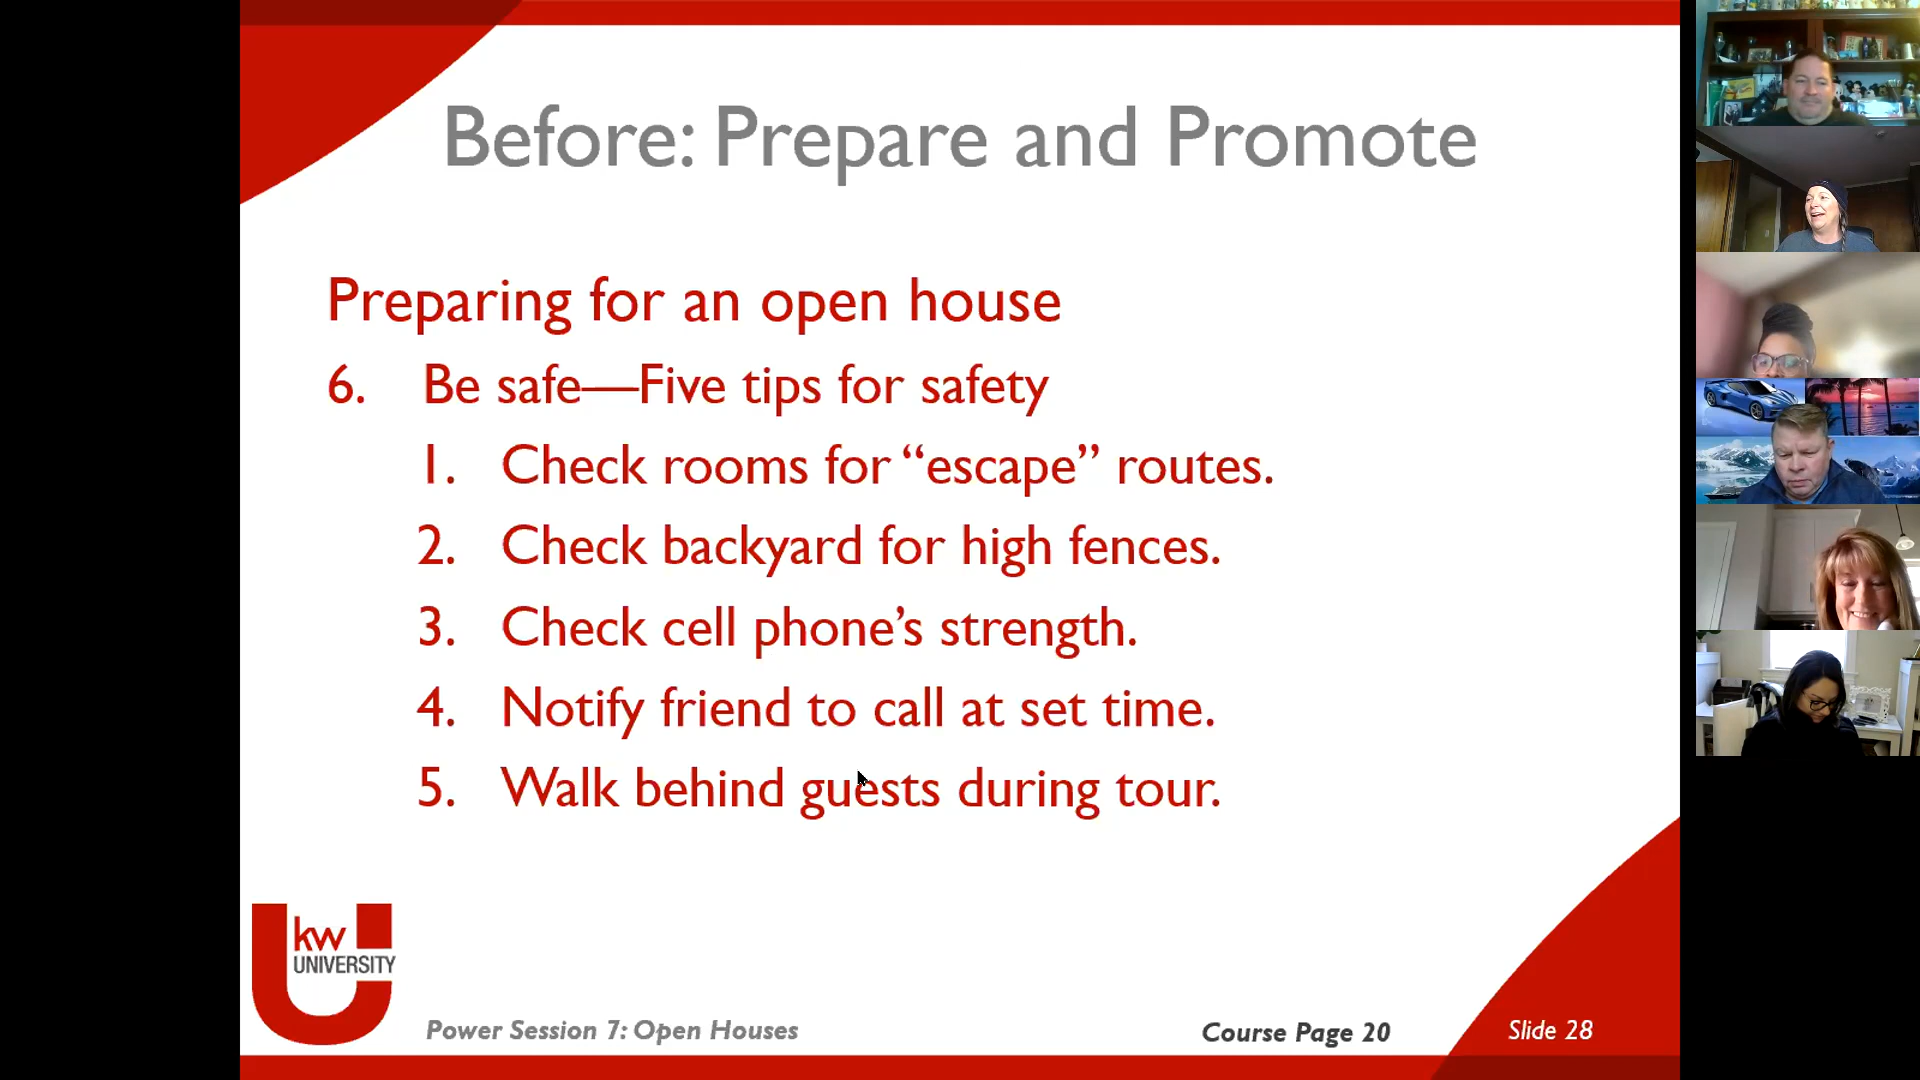 Before: Prepare and Promote
Preparing for an open house
6. Be safe—Five tips for safety
1. Check rooms for “escape” routes.
2. Check backyard for high fences.
3. Check cell phone’s strength.
4. Notify friend to call at set time.
5. Walk behind guests during tour.
kw
UNIVERSITY
Power Session 7: Open Houses
Course Page 20
Slide 28